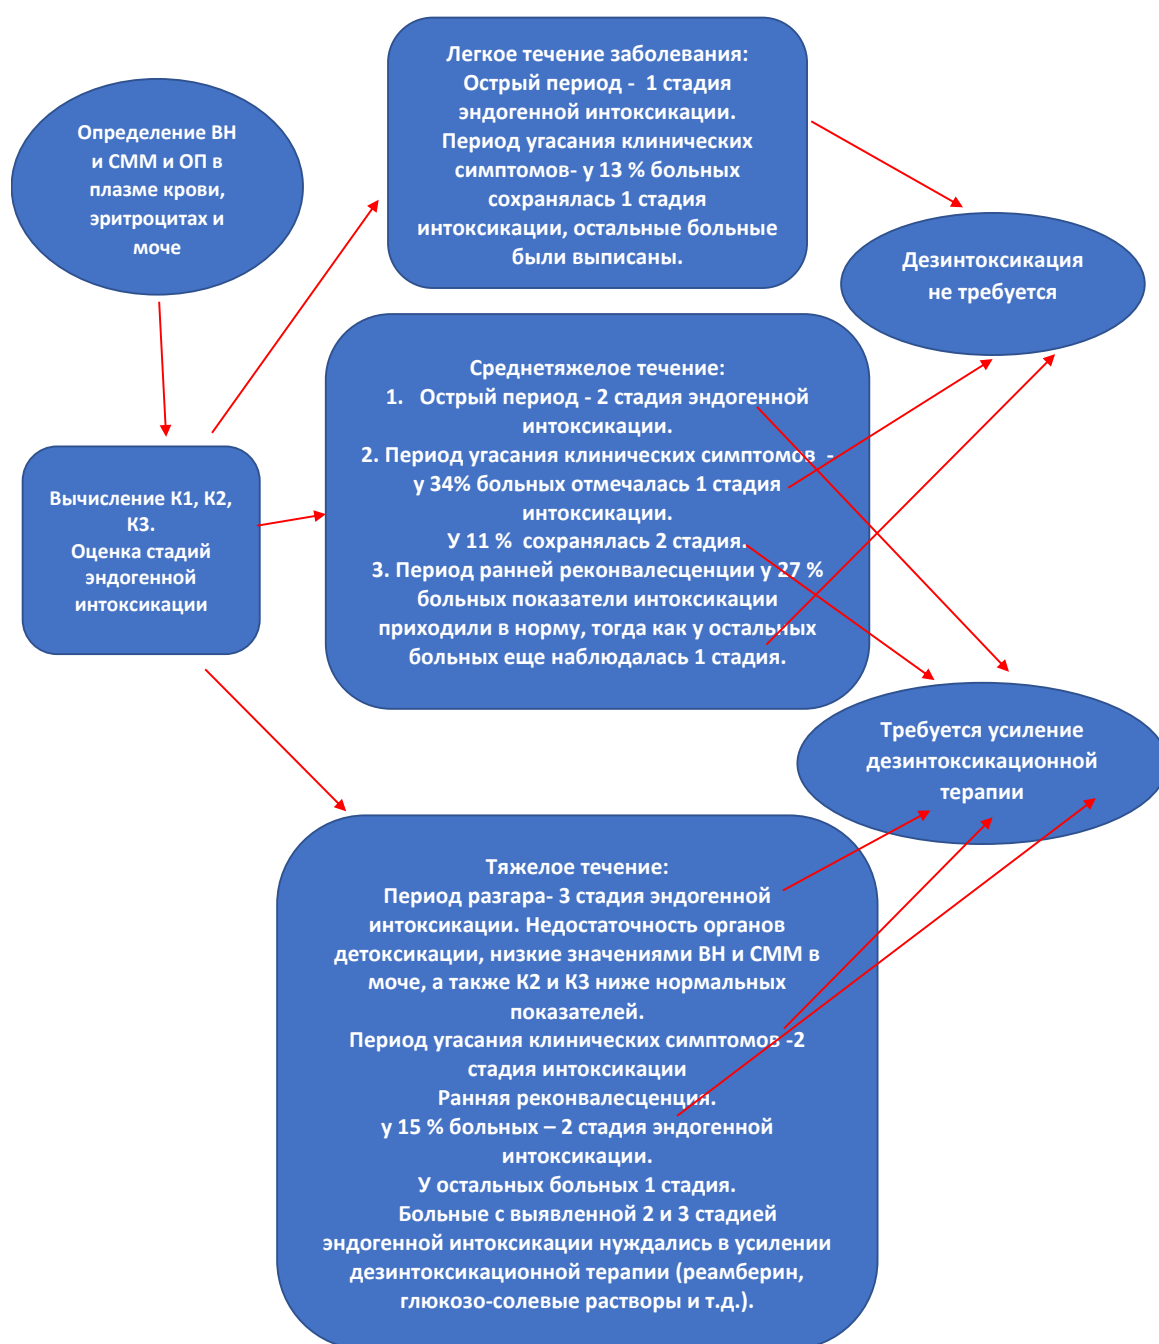 Определение ВН
и СММ и ОП в
плазме крови,
эритроцитах и
моче
Вычисление К1, К2,
К3.
Оценка стадий
эндогенной
интоксикации
Легкое течение заболевания:
Острый период -  1 стадия
эндогенной интоксикации.
Период угасания клинических
симптомов- у 13 % больных
сохранялась 1 стадия
интоксикации, остальные больные
были выписаны.
Среднетяжелое течение:
1.   Острый период - 2 стадия эндогенной
интоксикации.
2. Период угасания клинических симптомов  -
у 34% больных отмечалась 1 стадия
интоксикации.
У 11 %  сохранялась 2 стадия.
3. Период ранней реконвалесценции у 27 %
больных показатели интоксикации
приходили в норму, тогда как у остальных
больных еще наблюдалась 1 стадия.
Тяжелое течение:
Период разгара- 3 стадия эндогенной
интоксикации. Недостаточность органов
детоксикации, низкие значениями ВН и СММ в
моче, а также К2 и К3 ниже нормальных
показателей.
Период угасания клинических симптомов -2
стадия интоксикации
Ранняя реконвалесценция.
у 15 % больных – 2 стадия эндогенной
интоксикации.
У остальных больных 1 стадия.
Больные с выявленной 2 и 3 стадией
эндогенной интоксикации нуждались в усилении
дезинтоксикационной терапии (реамберин,
глюкозо-солевые растворы и т.д.).
Дезинтоксикация
не требуется
Требуется усиление
дезинтоксикационной
терапии